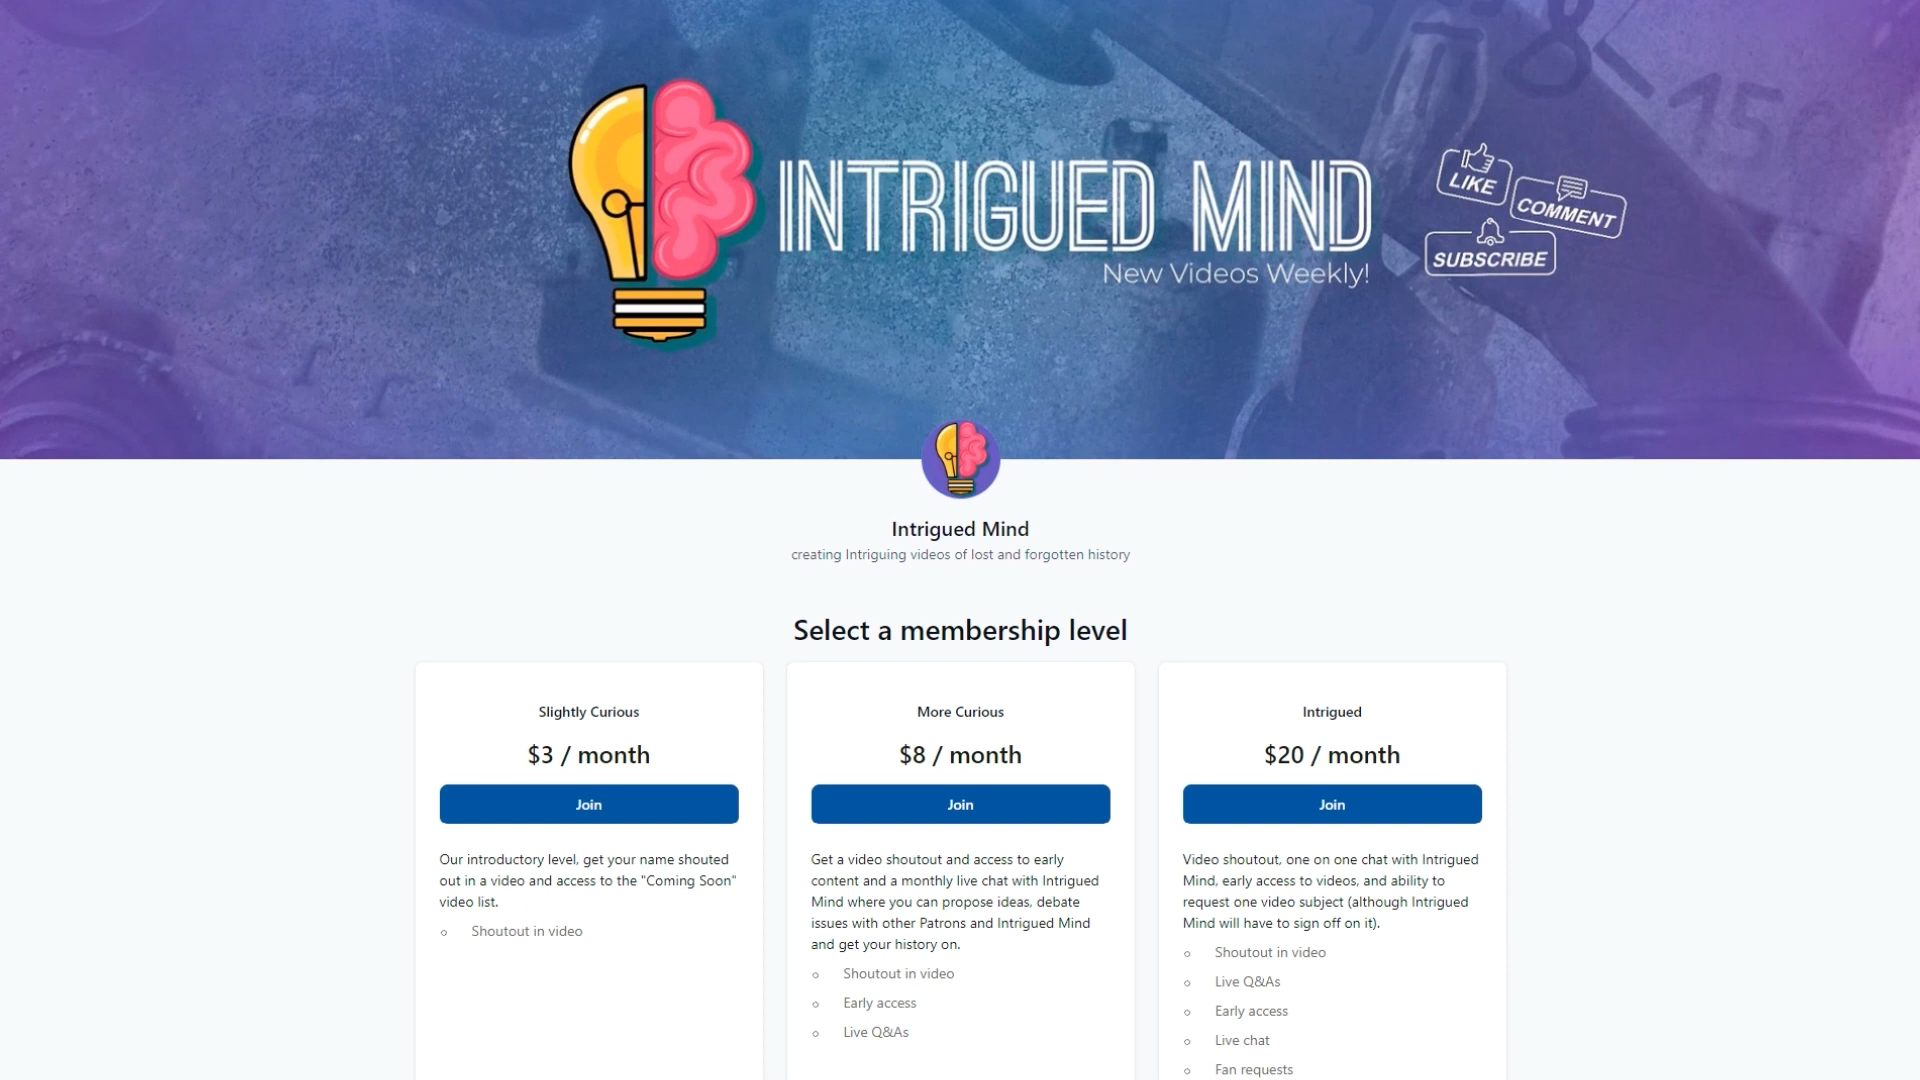 INTRIGUED MIND
New Videos Weekly!
LIKE
COMMENT
SUBSCRIBE
Intrigued Mind
creating Intriguing videos of lost and forgotten history
Select a membership level
Slightly Curious
$3 / month
Join
Our introductory level, get your name shouted
out in a video and access to the "Coming Soon"
video list.
Shoutout in video
More Curious
$8 / month
Join
Get a video shoutout and access to early
content and a monthly live chat with Intrigued
Mind where you can propose ideas, debate
issues with other Patrons and Intrigued Mind
and get your history on.
Shoutout in video
Early access
Live Q&As
Intrigued
$20 / month
Join
Video shoutout, one on one chat with Intrigued
Mind, early access to videos, and ability to
request one video subject (although Intrigued
Mind will have to sign off on it).
Shoutout in video
Live Q&As
Early access
Live chat
Fan requests